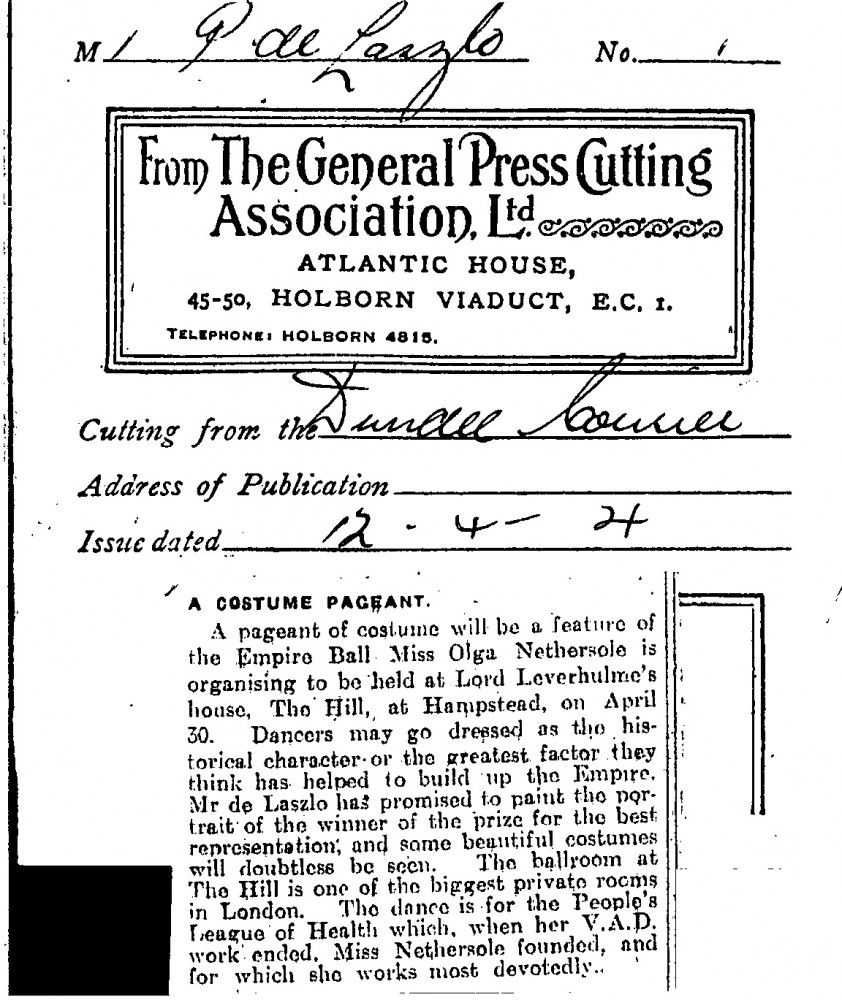 M 1 P de Laszlo No. 1
From The General Press Cutting
Association, Ltd.
ATLANTIC HOUSE,
45-50, HOLBORN VIADUCT, E.C. 1.
TELEPHONE: HOLBORN 4815.
Cutting from the Dundee Courier
Address of Publication
Issue dated 12 - 4 - 24
A COSTUME PAGEANT.
A pageant of costume will be a feature of
the Empire Ball Miss Olga Nethersole is
organising to be held at Lord Leverhulme's
house, The Hill, at Hampstead, on April
30. Dancers may go dressed as the his-
torical character or the greatest factor they
think has helped to build up the Empire.
Mr de Laszlo has promised to paint the por-
trait of the winner of the prize for the best
representation, and some beautiful costumes
will doubtless be seen. The ballroom at
The Hill is one of the biggest private rooms
in London. The dance is for the People's
League of Health which, when her V.A.D.
work ended, Miss Nethersole founded, and
for which she works most devotedly.